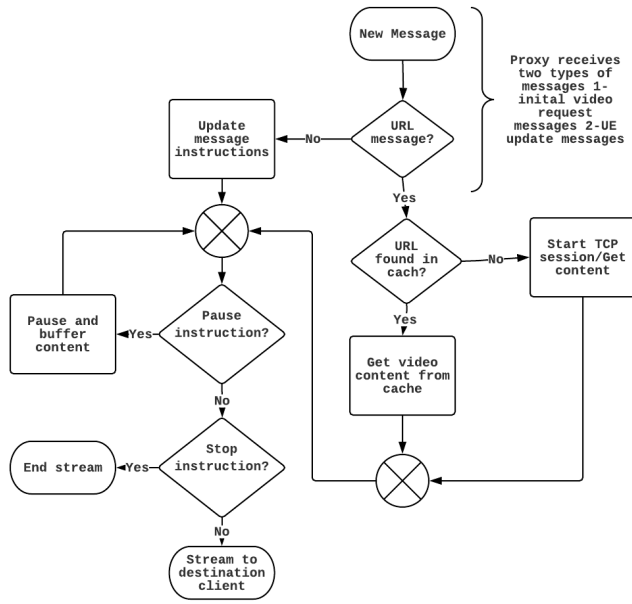 New Message
Proxy receives
two types of
messages 1-
inital video
request
messages 2-UE
update messages
Update
message
instructions
No
URL
message?
Yes
URL
found in
cach?
No
Start TCP
session/Get
content
Pause and
buffer
content
Yes
Pause
instruction?
Yes
Get video
content from
cache
No
End stream
Yes
Stop
instruction?
No
Stream to
destination
client